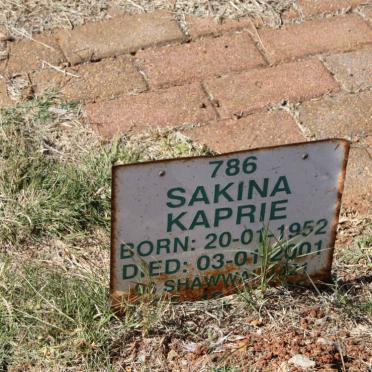 786
SAKINA
KAPRIE
BORN: 20-01-1952
DIED: 03-01-2001
SHAWWAL